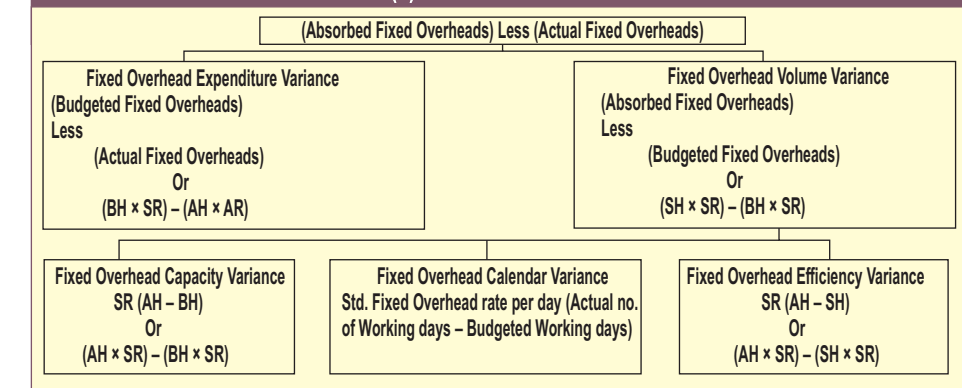 (Absorbed Fixed Overheads) Less (Actual Fixed Overheads)
Fixed Overhead Expenditure Variance
(Budgeted Fixed Overheads)
Less
(Actual Fixed Overheads)
Or
(BH × SR) – (AH × AR)
Fixed Overhead Volume Variance
(Absorbed Fixed Overheads)
Less
(Budgeted Fixed Overheads)
Or
(SH × SR) – (BH × SR)
Fixed Overhead Capacity Variance
SR (AH – BH)
Or
(AH × SR) – (BH × SR)
Fixed Overhead Calendar Variance
Std. Fixed Overhead rate per day (Actual no.
of Working days – Budgeted Working days)
Fixed Overhead Efficiency Variance
SR (AH – SH)
Or
(AH × SR) – (SH × SR)